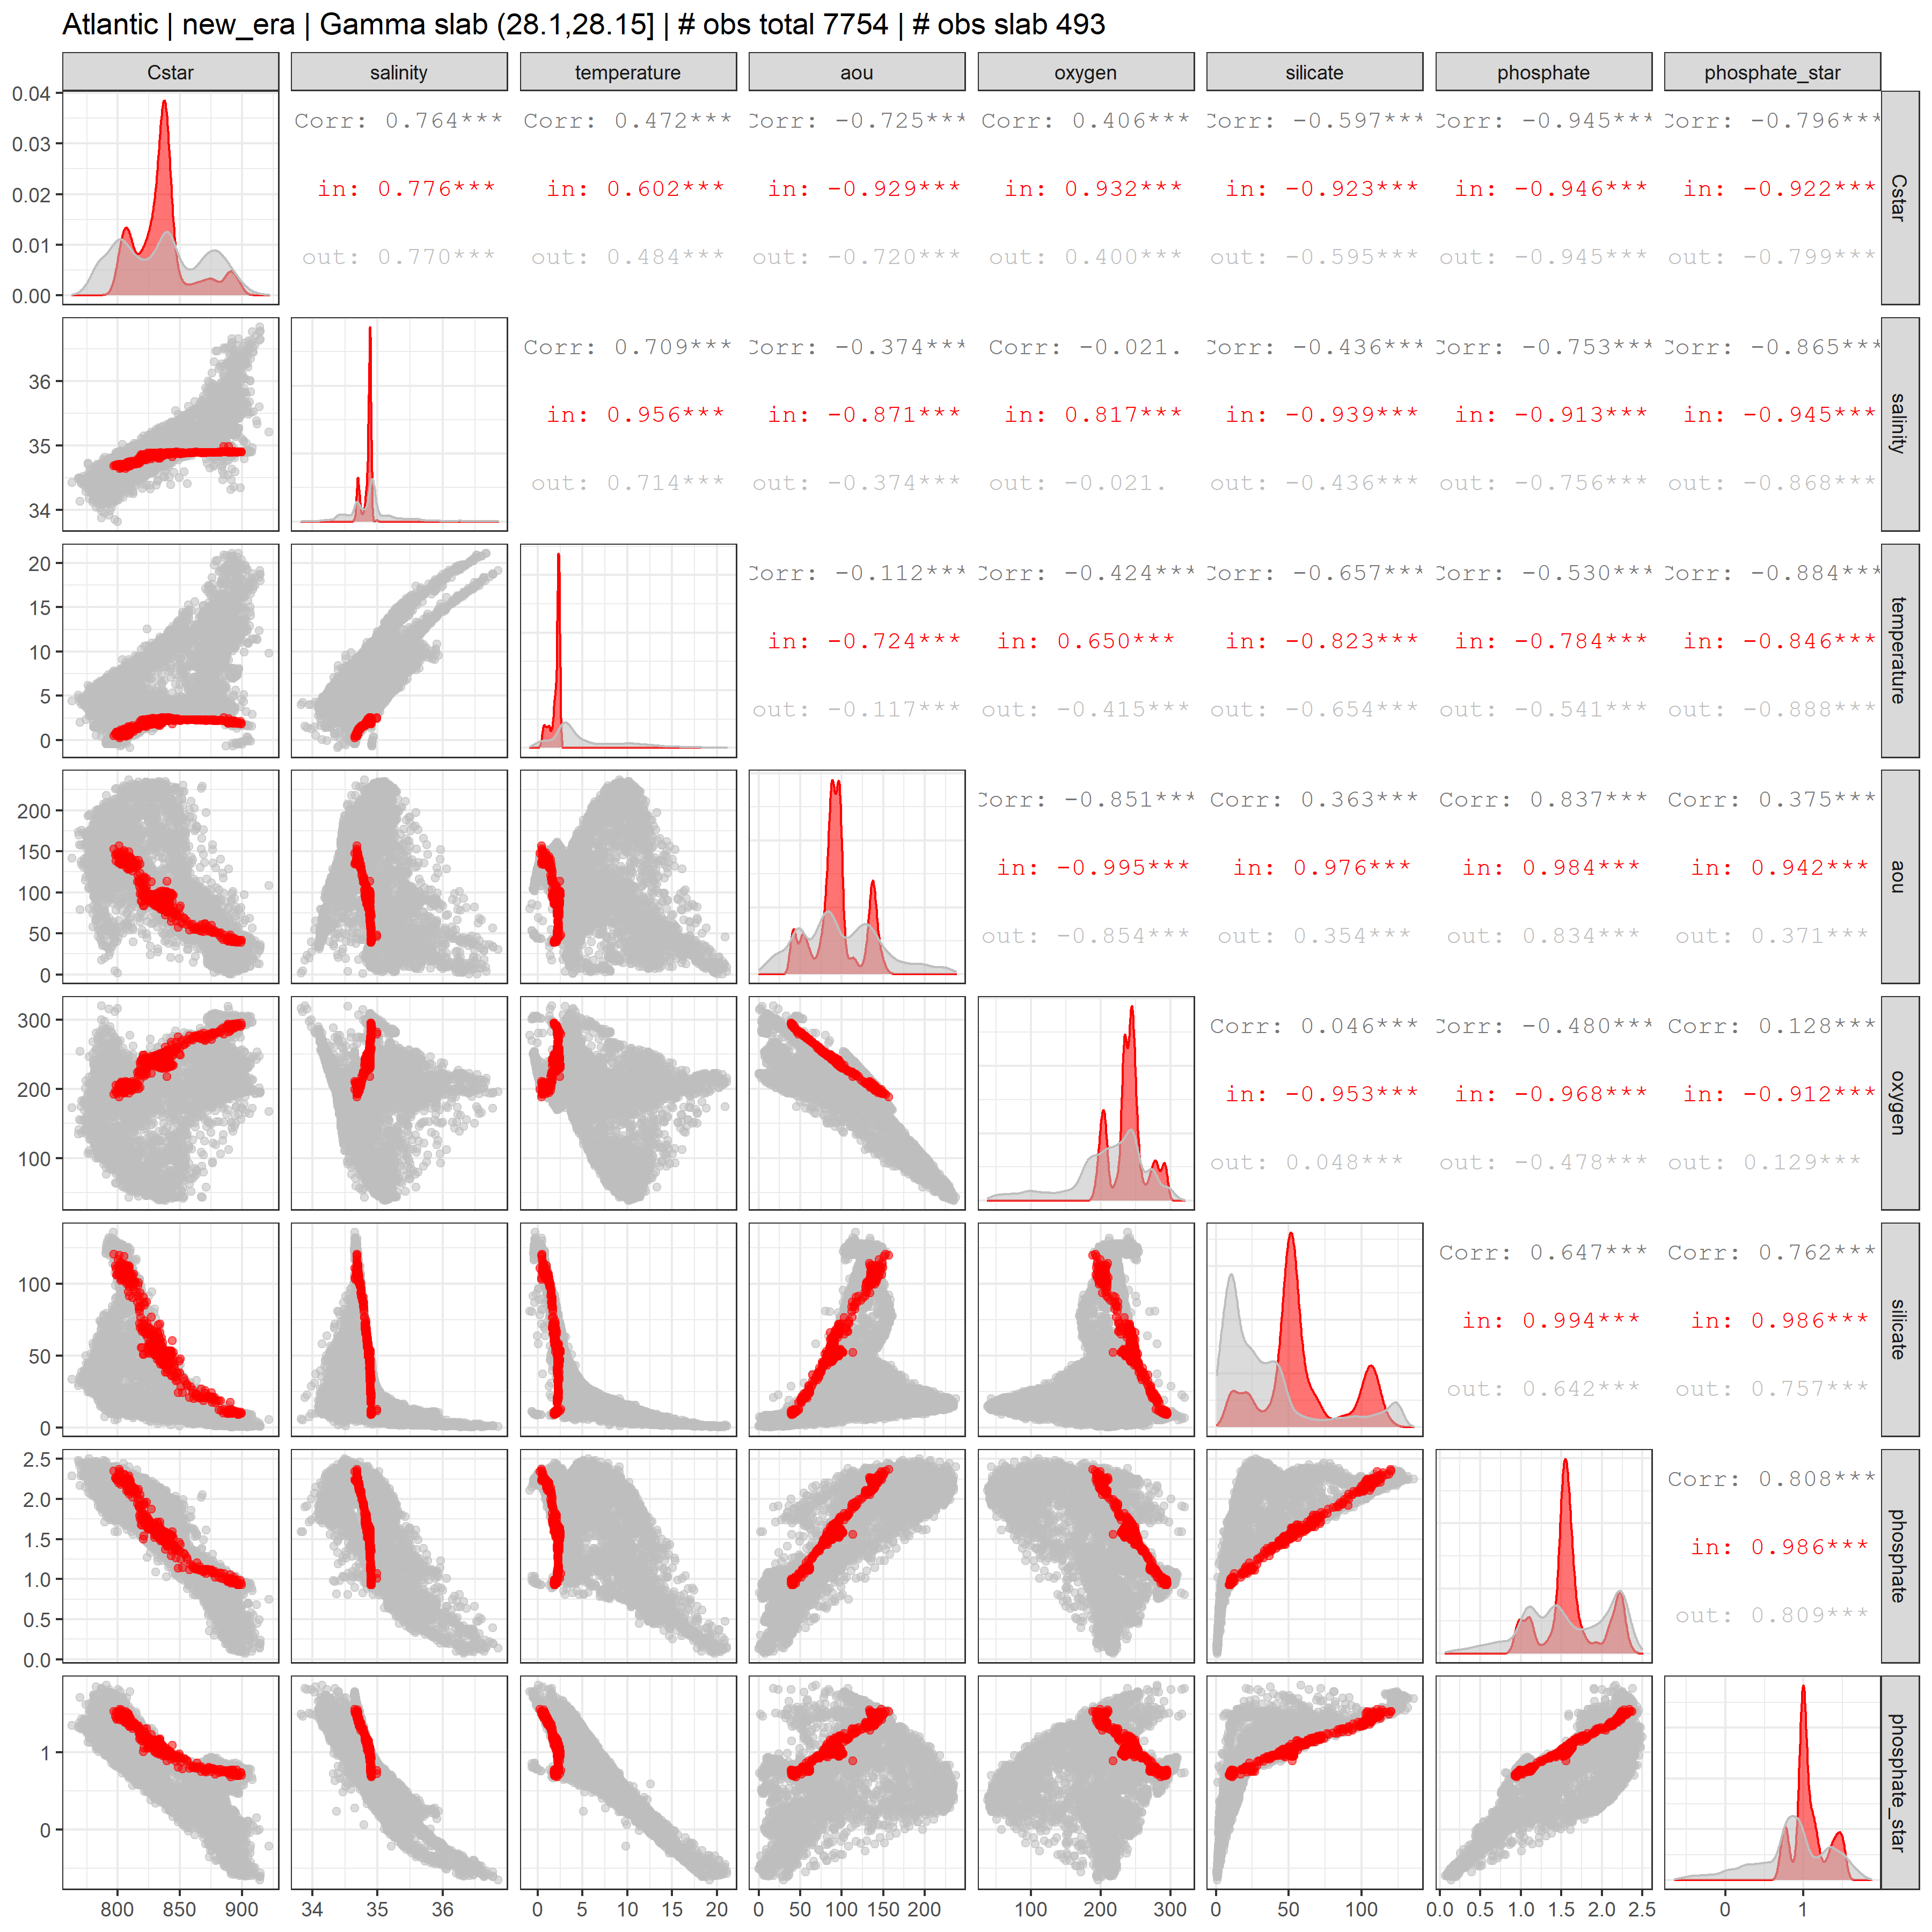 Atlantic | new_era | Gamma slab (28.1,28.15] | # obs total 7754 | # obs slab 493
Cstar salinity temperature aou oxygen silicate phosphate phosphate_star
0.04
Corr: 0.764*** Corr: 0.472*** Corr: -0.725*** Corr: 0.406*** Corr: -0.597*** Corr: -0.945*** Corr: -0.796***
0.03
in: 0.776*** in: 0.602*** in: -0.929*** in: 0.932*** in: -0.923*** in: -0.946*** in: -0.922***
Cstar
0.02
0.01
out: 0.770*** out: 0.484*** out: -0.720*** out: 0.400*** out: -0.595*** out: -0.945*** out: -0.799***
0.00
Corr: 0.709*** Corr: -0.374*** Corr: -0.021. Corr: -0.436*** Corr: -0.753*** Corr: -0.865***
36
in: 0.956*** in: -0.871*** in: 0.817*** in: -0.939*** in: -0.913*** in: -0.945***
salinity
35
out: 0.714*** out: -0.374*** out: -0.021. out: -0.436*** out: -0.756*** out: -0.868***
34
20
Corr: -0.112*** Corr: -0.424*** Corr: -0.657*** Corr: -0.530*** Corr: -0.884***
15
in: -0.724*** in: 0.650*** in: -0.823*** in: -0.784*** in: -0.846***
temperature
10
5
out: -0.117*** out: -0.415*** out: -0.654*** out: -0.541*** out: -0.888***
0
Corr: -0.851*** Corr: 0.363*** Corr: 0.837*** Corr: 0.375***
200
150
in: -0.995*** in: 0.976*** in: 0.984*** in: 0.942***
aou
100
50
out: -0.854*** out: 0.354*** out: 0.834*** out: 0.371***
0
Corr: 0.046*** Corr: -0.480*** Corr: 0.128***
300
in: -0.953*** in: -0.968*** in: -0.912***
oxygen
200
100
out: 0.048*** out: -0.478*** out: 0.129***
Corr: 0.647*** Corr: 0.762***
100
in: 0.994*** in: 0.986***
silicate
50
out: 0.642*** out: 0.757***
0
2.5
Corr: 0.808***
2.0
in: 0.986***
phosphate
1.5
1.0
out: 0.809***
0.5
0.0
phosphate_star
1
0
800 850 900 34 35 36 0 5 10 15 20 0 50 100 150 200 100 200 300 0 50 100 0.0 0.5 1.0 1.5 2.0 2.5 0 1